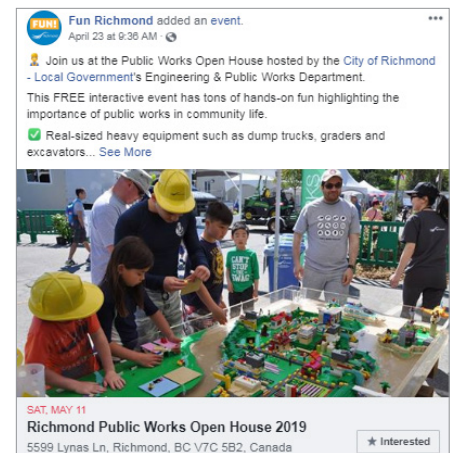 FUN!
Fun Richmond added an event.
April 23 at 9:36 AM ·
Join us at the Public Works Open House hosted by the City of Richmond
- Local Government's Engineering & Public Works Department.
This FREE interactive event has tons of hands-on fun highlighting the
importance of public works in community life.
Real-sized heavy equipment such as dump trucks, graders and
excavators... See More
CAN'T
STOP
SAT, MAY 11
Richmond Public Works Open House 2019
5599 Lynas Ln, Richmond, BC V7C 5B2, Canada
★ Interested